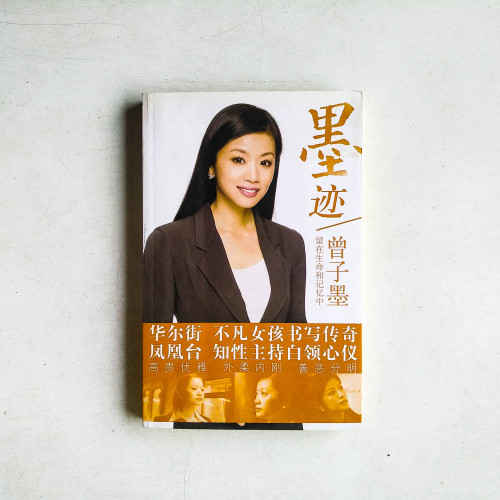 墨迹
曾子墨
留在生命和记忆中
华尔街 不凡女孩书写传奇
凤凰台 知性主持白领心仪
高贵优雅 外柔内刚 善恶分明